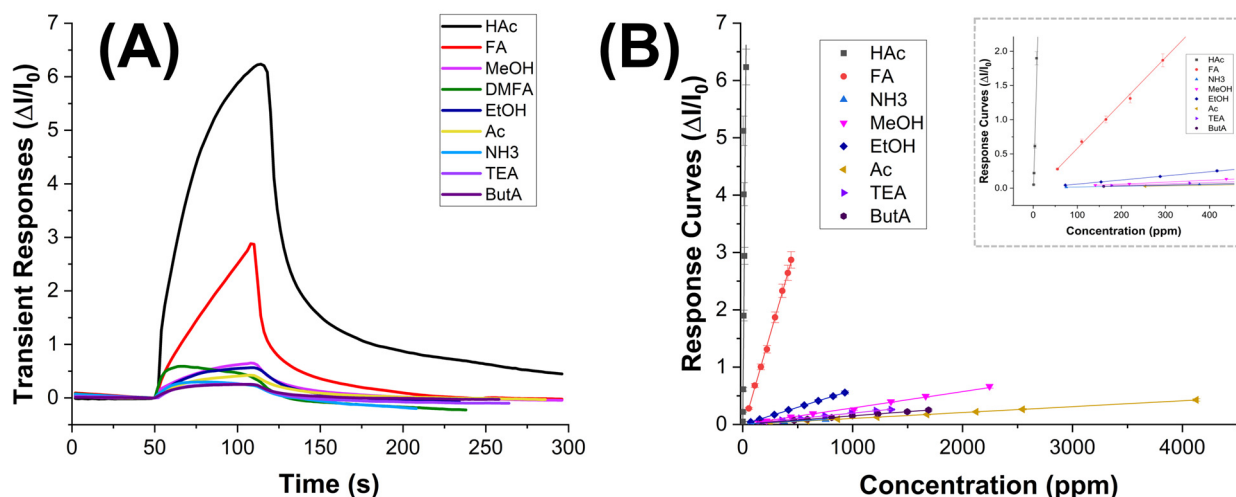 (A)
Transient Responses (ΔI/I₀)
7
6
5
4
3
2
1
0
0
50
100
150
200
250
300
Time (s)
HAc
FA
MeOH
DMFA
EtOH
Ac
NH3
TEA
ButA
(B)
Response Curves (ΔI/I₀)
7
6
5
4
3
2
1
0
0
1000
2000
3000
4000
Concentration (ppm)
HAc
FA
NH3
MeOH
EtOH
Ac
TEA
ButA
Response Curves (ΔI/I₀)
2.0
1.5
1.0
0.5
0.0
0
100
200
300
400
Concentration (ppm)
HAc
FA
NH3
MeOH
EtOH
Ac
TEA
ButA